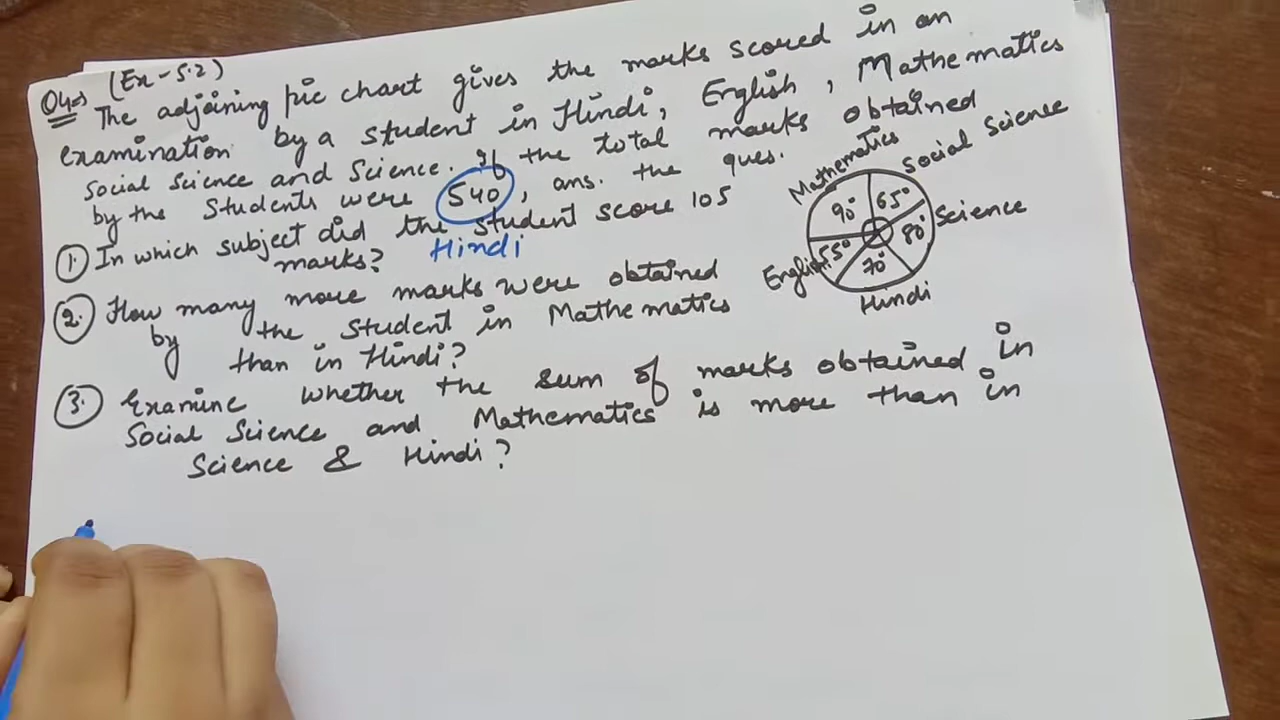 Q4⇒ (Ex-5.2)
The adjoining pie chart gives the marks scored in an
examination by a student in Hindi, English, Mathematics
Social Science and Science. If the total marks obtained
by the students were 540, ans. the ques.
1. In which subject did the student score 105
marks? Hindi
2. How many more marks were obtained
by the student in Mathematics
than in Hindi?
3. Examine whether the sum of marks obtained in
Social Science and Mathematics is more than in
Science & Hindi?
Mathematics
Social Science
90°
65°
Science
80°
English
55°
70°
Hindi